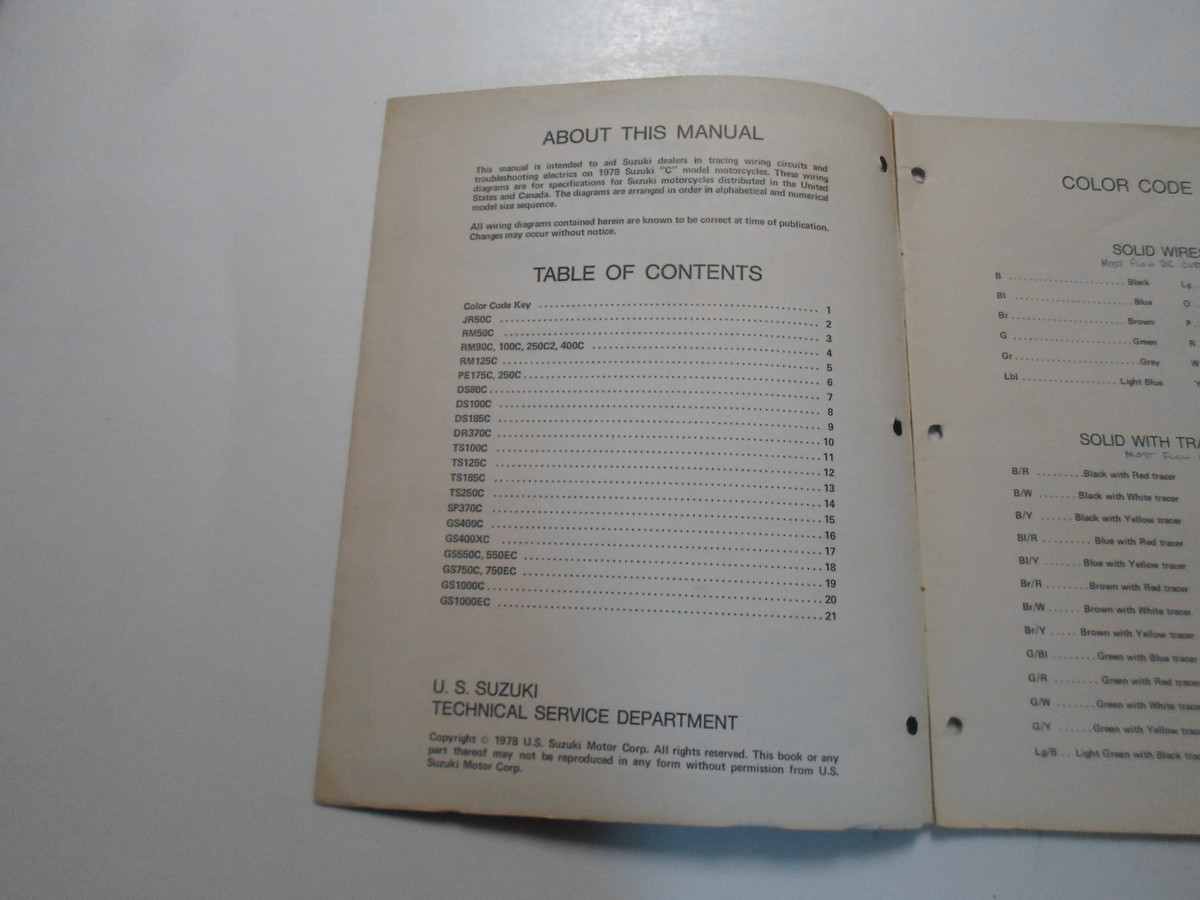 ABOUT THIS MANUAL
This manual is intended to aid Suzuki dealers in tracing wiring circuits and
troubleshooting electrics on 1978 Suzuki "C" model motorcycles. These wiring
diagrams are for specifications for Suzuki motorcycles distributed in the United
States and Canada. The diagrams are arranged in order in alphabetical and numerical
model size sequence.
All wiring diagrams contained herein are known to be correct at time of publication.
Changes may occur without notice.
TABLE OF CONTENTS
Color Code Key ........ 1
JR50C ........ 2
RM50C ........ 3
RM80C, 100C, 250C2, 400C ........ 4
RM125C ........ 5
PE175C, 250C ........ 6
DS80C ........ 7
DS100C ........ 8
DS185C ........ 9
DR370C ........ 10
TS100C ........ 11
TS125C ........ 12
TS185C ........ 13
TS250C ........ 14
SP370C ........ 15
GS400C ........ 16
GS400XC ........ 17
GS550C, 550EC ........ 18
GS750C, 750EC ........ 19
GS1000C ........ 20
GS1000EC ........ 21
U. S. SUZUKI
TECHNICAL SERVICE DEPARTMENT
Copyright © 1978 U.S. Suzuki Motor Corp. All rights reserved. This book or any
part thereof may not be reproduced in any form without permission from U.S.
Suzuki Motor Corp.
COLOR CODE
SOLID WIRES
MOST
B ........ Black Lg
Bl ........ Blue O
Br ........ Brown P
G ........ Green R
Gr ........ Grey W
Lbl ........ Light Blue Y
SOLID WITH TRA
MOST
B/R ........ Black with Red tracer
B/W ....... Black with White tracer
B/Y ...... Black with Yellow tracer
Bl/R ........ Blue with Red tracer
Bl/Y ....... Blue with Yellow tracer
Br/R ....... Brown with Red tracer
Br/W ...... Brown with White tracer
Br/Y ..... Brown with Yellow tracer
G/Bl ........ Green with Blue tracer
G/R ........ Green with Red tracer
G/W ....... Green with White trace
G/Y ...... Green with Yellow trac
Lg/B .. Light Green with Black trac